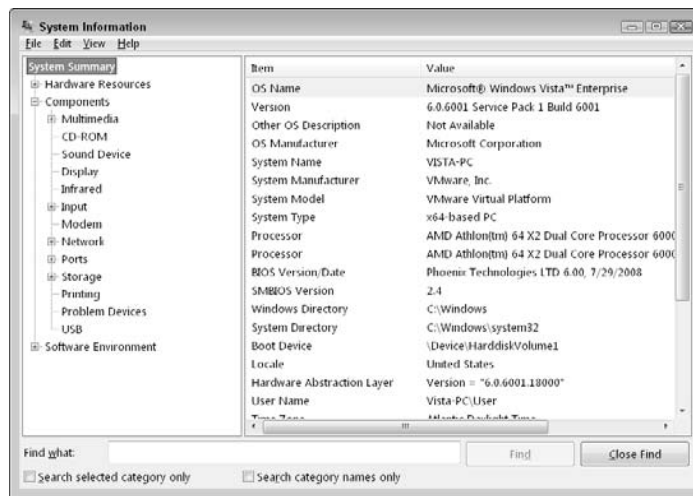 System Information
File Edit View Help
System Summary
Hardware Resources
Components
Multimedia
CD-ROM
Sound Device
Display
Infrared
Input
Modem
Network
Ports
Storage
Printing
Problem Devices
USB
Software Environment
Item Value
OS Name Microsoft® Windows Vista™ Enterprise
Version 6.0.6001 Service Pack 1 Build 6001
Other OS Description Not Available
OS Manufacturer Microsoft Corporation
System Name VISTA-PC
System Manufacturer VMware, Inc.
System Model VMware Virtual Platform
System Type x64-based PC
Processor AMD Athlon(tm) 64 X2 Dual Core Processor 6000
Processor AMD Athlon(tm) 64 X2 Dual Core Processor 6000
BIOS Version/Date Phoenix Technologies LTD 6.00, 7/29/2008
SMBIOS Version 2.4
Windows Directory C:\Windows
System Directory C:\Windows\system32
Boot Device \Device\HarddiskVolume1
Locale United States
Hardware Abstraction Layer Version = "6.0.6001.18000"
User Name Vista-PC\User
Time Zone Atlantic Daylight Time
Find what: Find Close Find
Search selected category only Search category names only